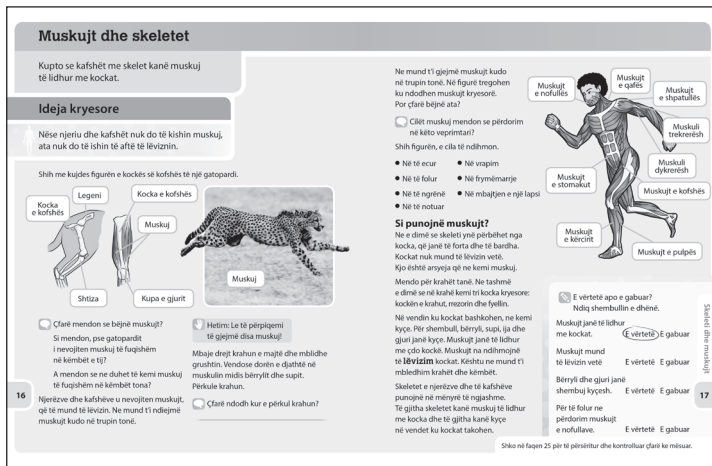 Muskujt dhe skeletet
Kupto se kafshët me skelet kanë muskuj
të lidhur me kockat.
Ideja kryesore
Nëse njeriu dhe kafshët nuk do të kishin muskuj,
ata nuk do të ishin të aftë të lëviznin.
Shih me kujdes figurën e kockës së kofshës të një gatopardi.
Kocka
e kofshës
Legeni
Kocka e kofshës
Muskuj
Shtiza
Kupa e gjurit
Muskuj
Çfarë mendon se bëjnë muskujt?
Si mendon, pse gatopardit
i nevojiten muskuj të fuqishëm
në këmbët e tij?
A mendon se ne duhet të kemi muskuj
të fuqishëm në këmbët tona?
Njerëzve dhe kafshëve u nevojiten muskujt,
që të mund të lëvizin. Ne mund t'i ndiejmë
muskujt kudo në trupin tonë.
16
Hetim: Le të përpiqemi
të gjejmë disa muskuj!
Mbaje drejt krahun e majtë dhe mblidhe
grushtin. Vendose dorën e djathtë në
muskulin midis bërrylit dhe supit.
Përkule krahun.
Çfarë ndodh kur e përkul krahun?
Ne mund t'i gjejmë muskujt kudo
në trupin tonë. Në figurë tregohen
ku ndodhen muskujt kryesorë.
Por çfarë bëjnë ata?
Cilët muskuj mendon se përdorim
në këto veprimtari?
Shih figurën, e cila të ndihmon.
• Në të ecur
• Në vrapim
• Në të folur
• Në frymëmarrje
• Në të ngrënë
• Në mbajtjen e një lapsi
• Në të notuar
Si punojnë muskujt?
Ne e dimë se skeleti ynë përbëhet nga
kocka, që janë të forta dhe të bardha.
Kockat nuk mund të lëvizin vetë.
Kjo është arsyeja që ne kemi muskuj.
Mendo për krahët tanë. Ne tashmë
e dimë se në krahë kemi tri kocka kryesore:
kockën e krahut, rrezorin dhe fyellin.
Në vendin ku kockat bashkohen, ne kemi
kyçe. Për shembull, bërryli, supi, ija dhe
gjuri janë kyçe. Muskujt janë të lidhur
me çdo kockë. Muskujt na ndihmojnë
të lëvizim kockat. Kështu ne mund t'i
mbledhim krahët dhe këmbët.
Skeletet e njerëzve dhe të kafshëve
punojnë në mënyrë të ngjashme.
Të gjitha skeletet kanë muskuj të lidhur
me kocka dhe të gjitha kanë kyçe
në vendet ku kockat takohen.
Muskujt
e nofullës
Muskujt
e qafës
Muskujt
e shpatullës
Muskuli
trekrerësh
Muskuli
dykrerësh
Muskujt
e stomakut
Muskujt e kofshës
Muskujt
e kërcirit
Muskujt e pulpës
E vërtetë apo e gabuar?
Ndiq shembullin e dhënë.
Muskujt janë të lidhur
me kockat. E vërtetë E gabuar
Muskujt mund
të lëvizin vetë E vërtetë E gabuar
Bërryli dhe gjuri janë
shembuj kyçesh. E vërtetë E gabuar
Për të folur ne
përdorim muskujt
e nofullave. E vërtetë E gabuar
Skeleti dhe muskujt
17
Shko në faqen 25 për të përsëritur dhe kontrolluar çfarë ke mësuar.